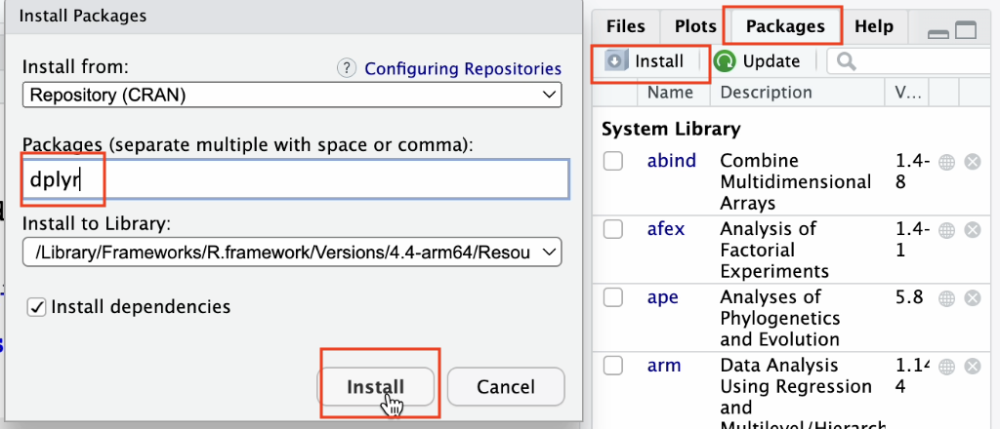 Install Packages
Install from:
? Configuring Repositories
Repository (CRAN)
Packages (separate multiple with space or comma):
dplyr
Install to Library:
/Library/Frameworks/R.framework/Versions/4.4-arm64/Resou
Install dependencies
Install
Cancel
Files Plots Packages Help
Install Update
Name Description V...
System Library
abind Combine 1.4-
Multidimensional 8
Arrays
afex Analysis of 1.4-
Factorial 1
Experiments
ape Analyses of 5.8
Phylogenetics
and Evolution
arm Data Analysis 1.14
Using Regression 4
and
Multilevel/Hierarch